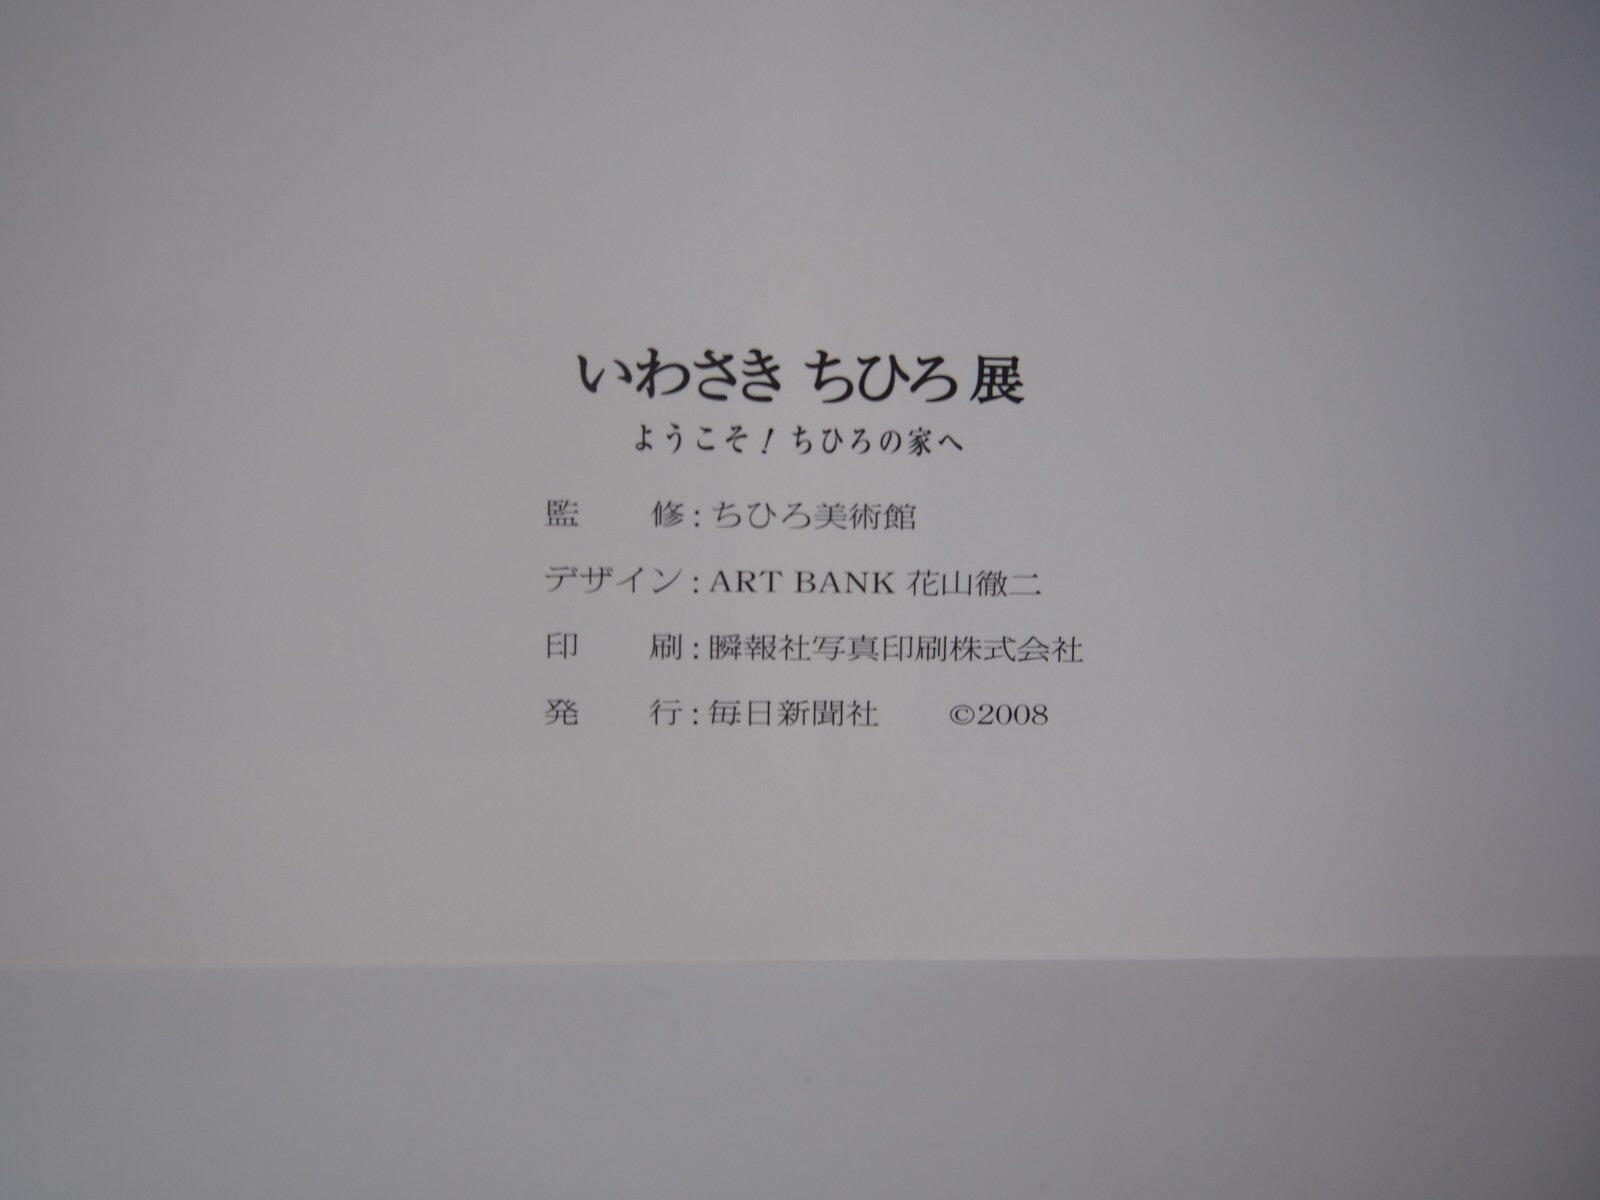 いわさき ちひろ 展
ようこそ! ちひろの家へ
監　　修 : ちひろ美術館
デザイン : ART BANK 花山徹二
印　　刷 : 瞬報社写真印刷株式会社
発　　行 : 毎日新聞社　　©2008